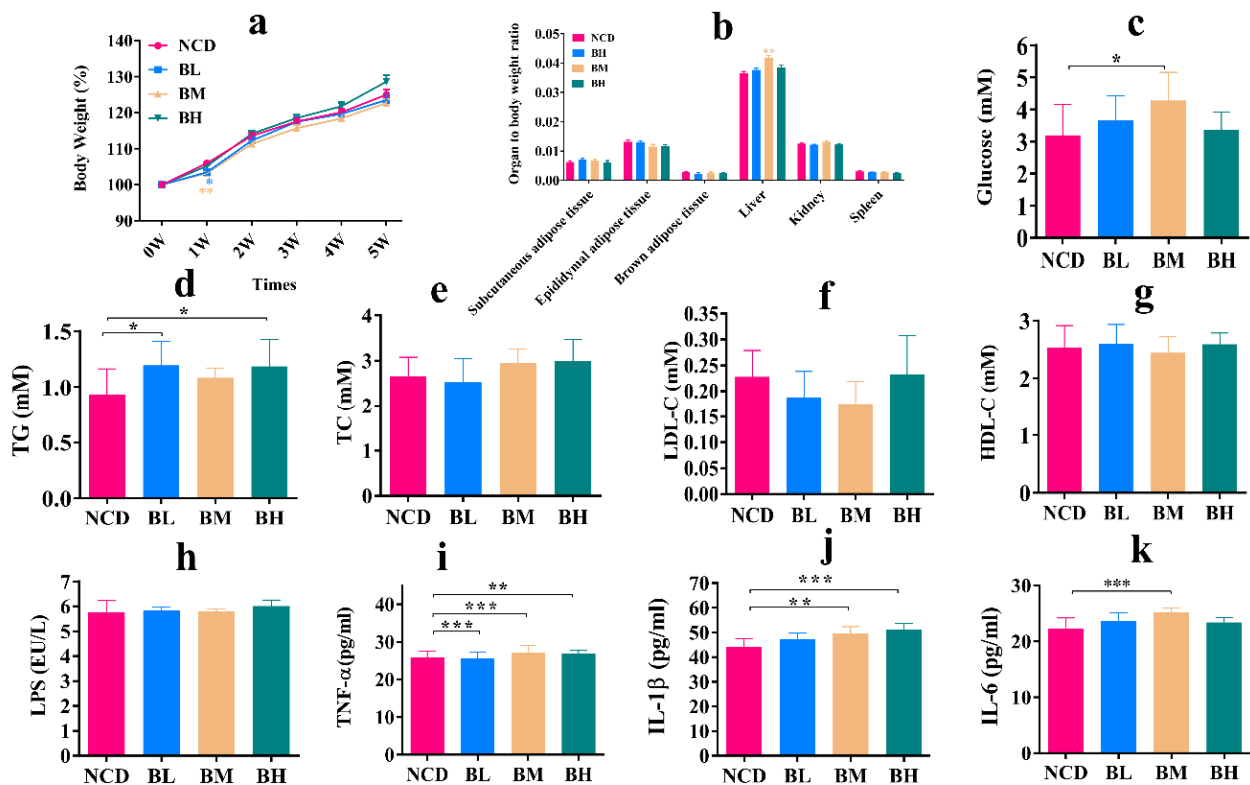 a
Body Weight (%)
140
130
120
110
100
90
NCD
BL
BM
BH
*
**
0W
1W
2W
3W
4W
5W
Times
b
Organ to body weight ratio
0.05
0.04
0.03
0.02
0.01
0.00
NCD
BH
BM
BH
**
Subcutaneous adipose tissue
Epididymal adipose tissue
Brown adipose tissue
Liver
Kidney
Spleen
c
Glucose (mM)
6
5
4
3
2
1
0
*
NCD BL BM BH
d
TG (mM)
1.5
1.0
0.5
0.0
*
*
NCD BL BM BH
e
TC (mM)
4
3
2
1
0
NCD BL BM BH
f
LDL-C (mM)
0.35
0.30
0.25
0.20
0.15
0.10
0.05
0.00
NCD BL BM BH
g
HDL-C (mM)
3
2
1
0
NCD BL BM BH
h
LPS (EU/L)
7
6
5
4
3
2
1
0
NCD BL BM BH
i
TNF-α(pg/ml)
40
30
20
10
0
**
***
***
NCD BL BM BH
j
IL-1β (pg/ml)
70
60
50
40
30
20
10
0
***
**
NCD BL BM BH
k
IL-6 (pg/ml)
30
20
10
0
***
NCD BL BM BH